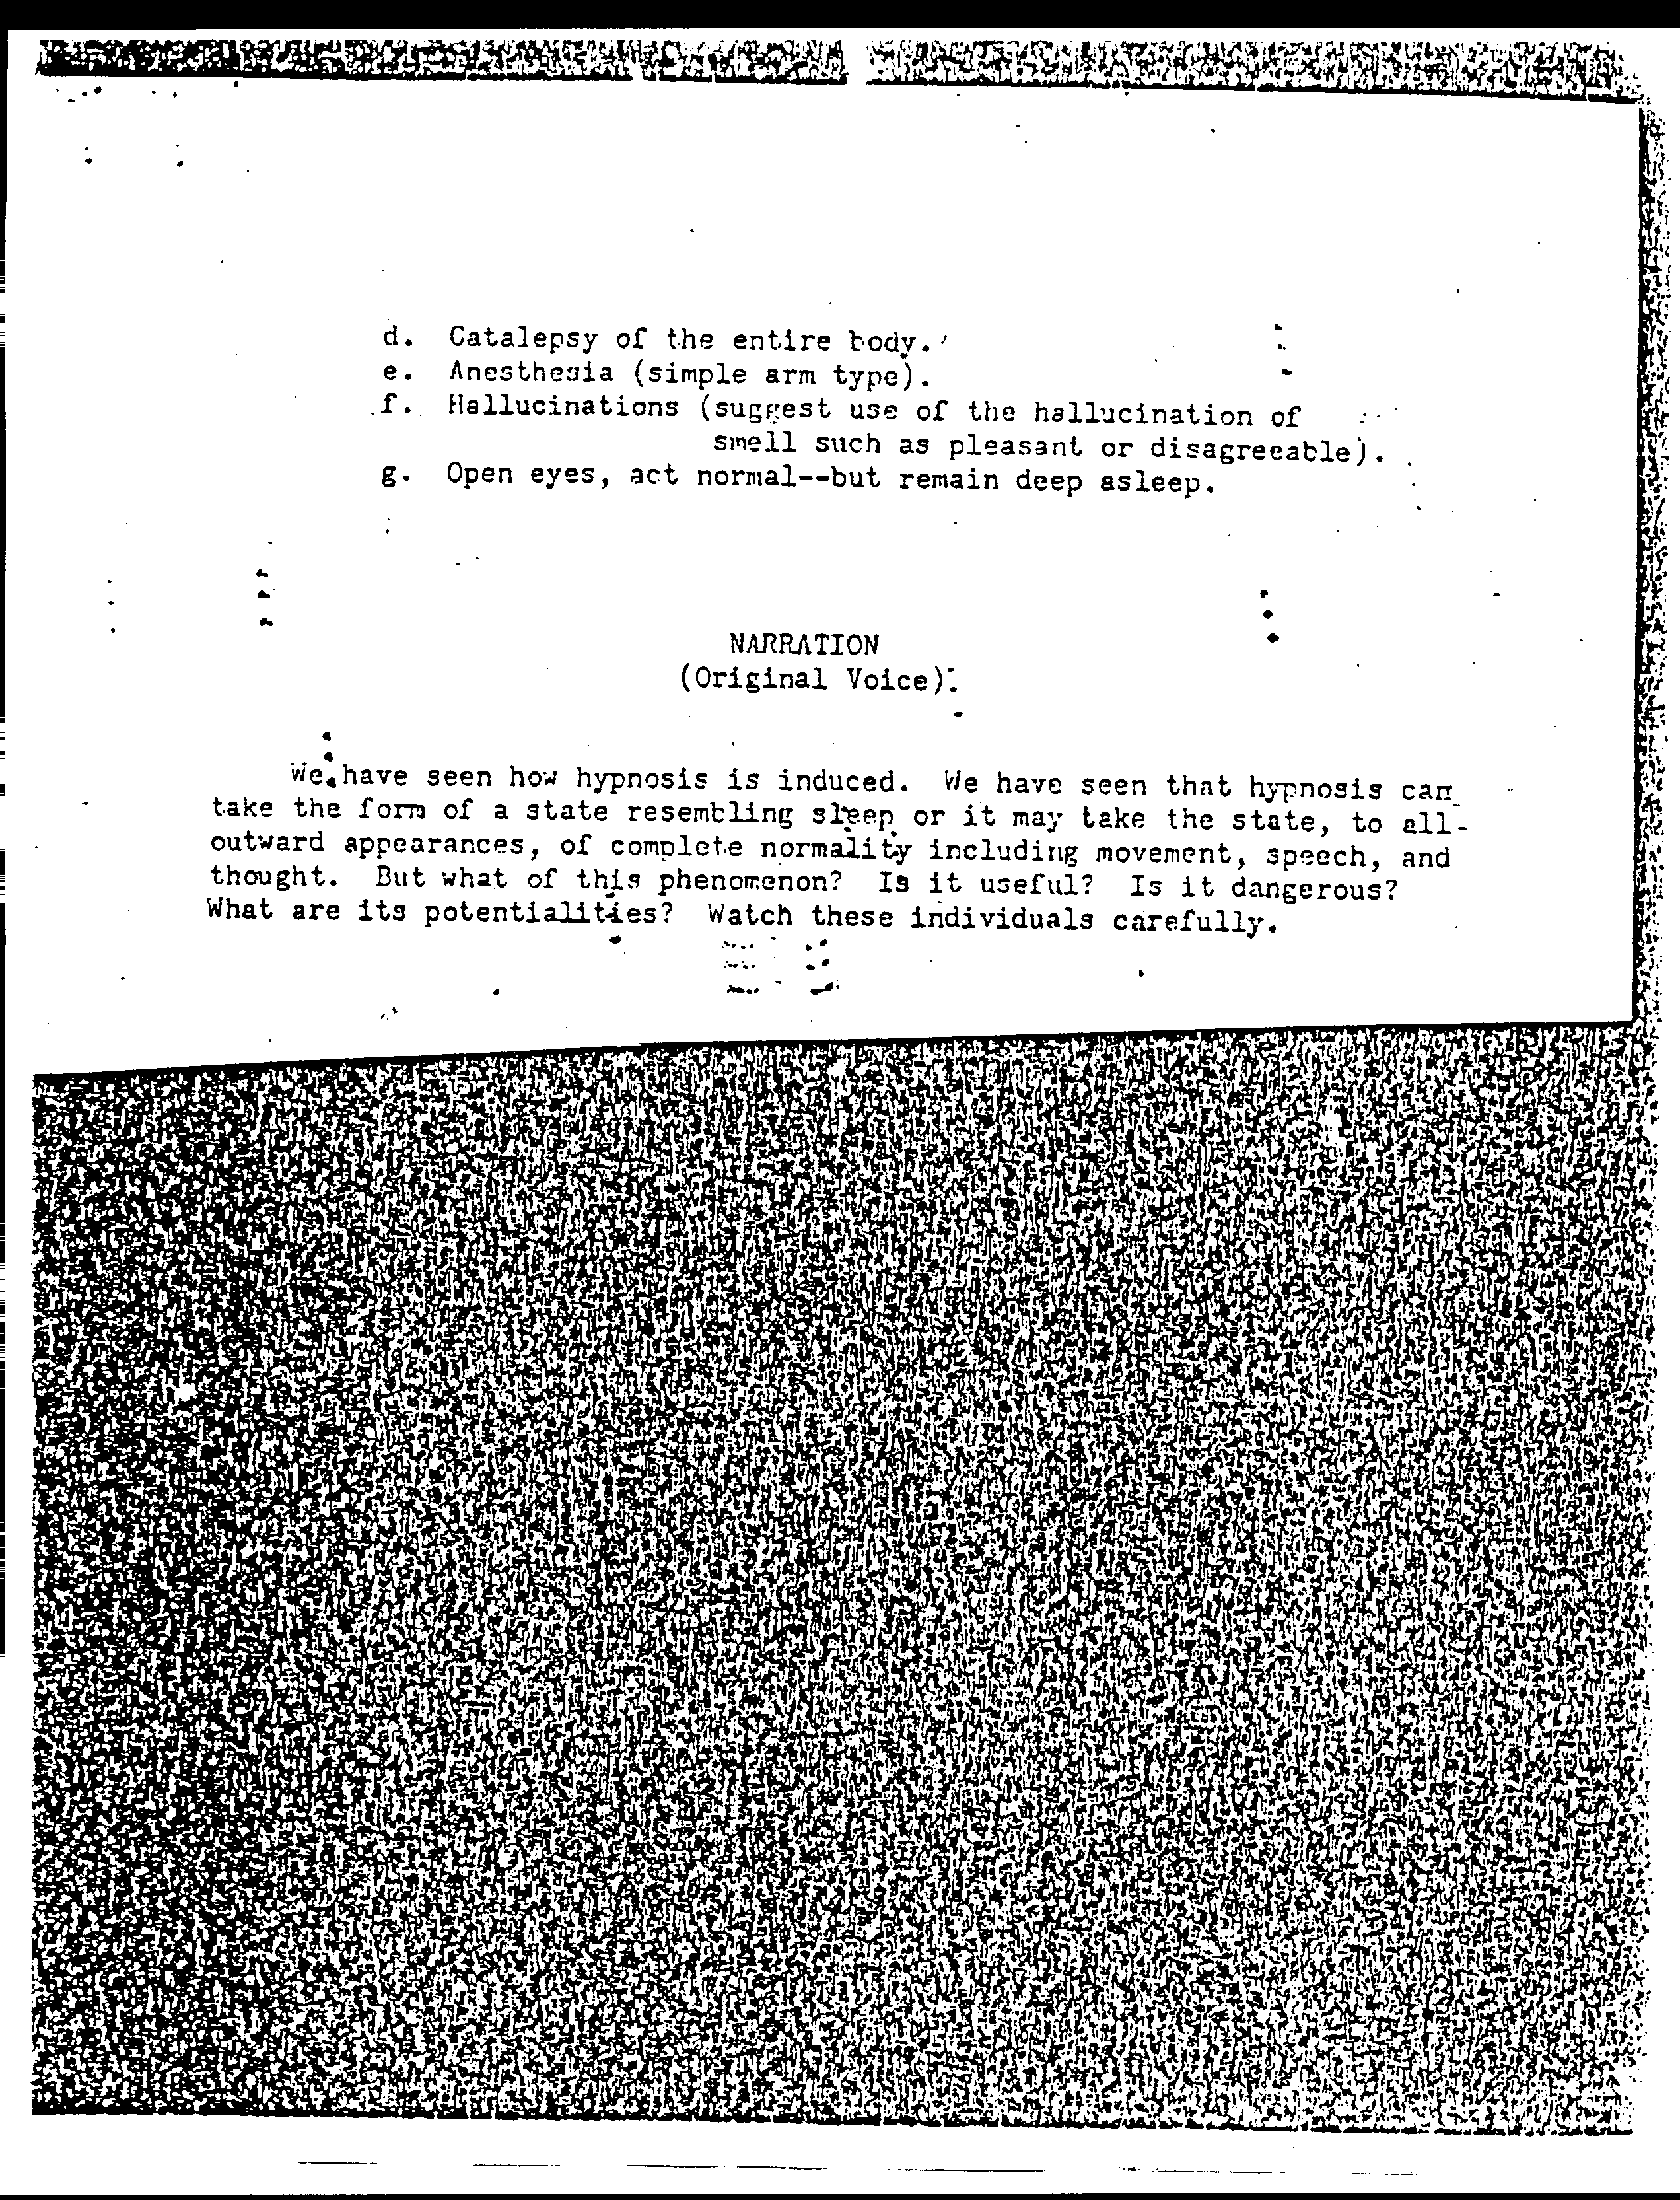 d. Catalepsy of the entire body.
e. Anesthesia (simple arm type).
f. Hallucinations (suggest use of the hallucination of
smell such as pleasant or disagreeable).
g. Open eyes, act normal--but remain deep asleep.
NARRATION
(Original Voice)
We have seen how hypnosis is induced. We have seen that hypnosis can
take the form of a state resembling sleep or it may take the state, to all
outward appearances, of complete normality including movement, speech, and
thought. But what of this phenomenon? Is it useful? Is it dangerous?
What are its potentialities? Watch these individuals carefully.